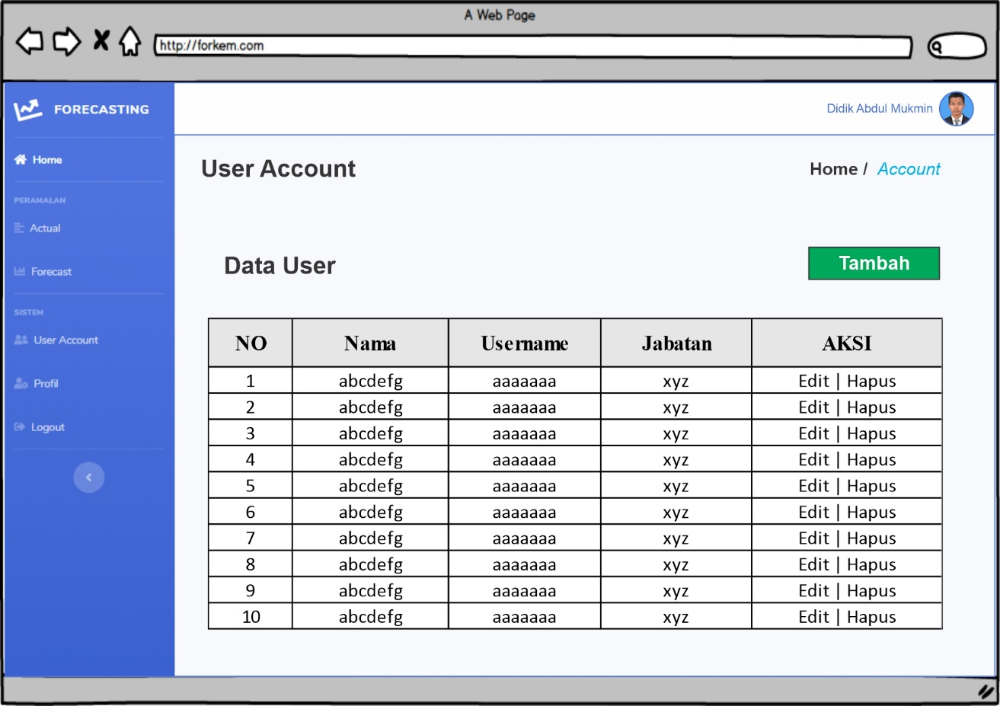 A Web Page
http://forkem.com
FORECASTING
Didik Abdul Mukmin
Home
PERAMALAN
Actual
Forecast
SISTEM
User Account
Profil
Logout
User Account
Home / Account
Data User
Tambah
NO Nama Username Jabatan AKSI
1 abcdefg aaaaaaa xyz Edit | Hapus
2 abcdefg aaaaaaa xyz Edit | Hapus
3 abcdefg aaaaaaa xyz Edit | Hapus
4 abcdefg aaaaaaa xyz Edit | Hapus
5 abcdefg aaaaaaa xyz Edit | Hapus
6 abcdefg aaaaaaa xyz Edit | Hapus
7 abcdefg aaaaaaa xyz Edit | Hapus
8 abcdefg aaaaaaa xyz Edit | Hapus
9 abcdefg aaaaaaa xyz Edit | Hapus
10 abcdefg aaaaaaa xyz Edit | Hapus